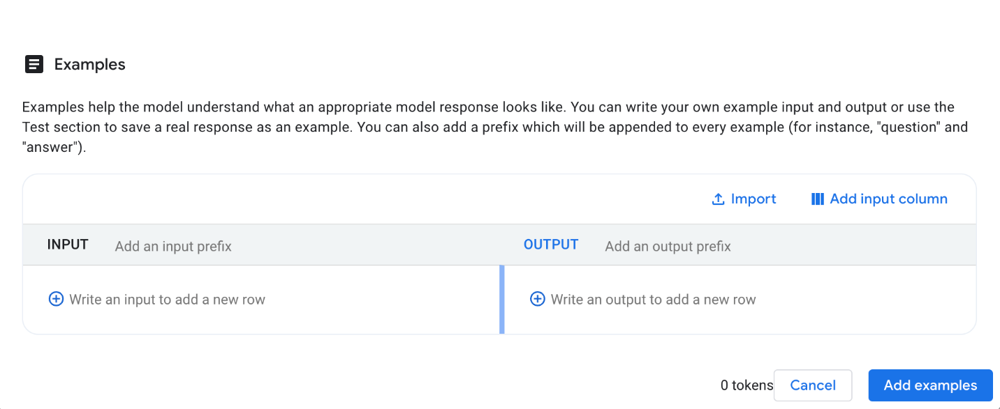 Examples
Examples help the model understand what an appropriate model response looks like. You can write your own example input and output or use the
Test section to save a real response as an example. You can also add a prefix which will be appended to every example (for instance, "question" and
"answer").
Import
Add input column
INPUT
Add an input prefix
OUTPUT
Add an output prefix
Write an input to add a new row
Write an output to add a new row
0 tokens
Cancel
Add examples